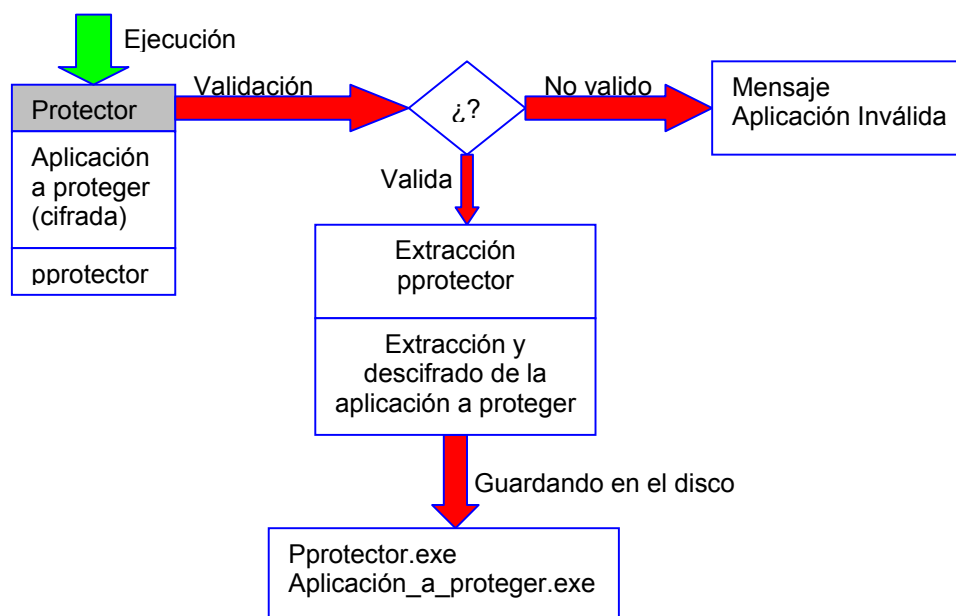 Ejecución
Validación
No valido
Protector
¿?
Mensaje
Aplicación Inválida
Aplicación
a proteger
(cifrada)
pprotector
Valida
Extracción
pprotector
Extracción y
descifrado de la
aplicación a proteger
Guardando en el disco
Pprotector.exe
Aplicación_a_proteger.exe